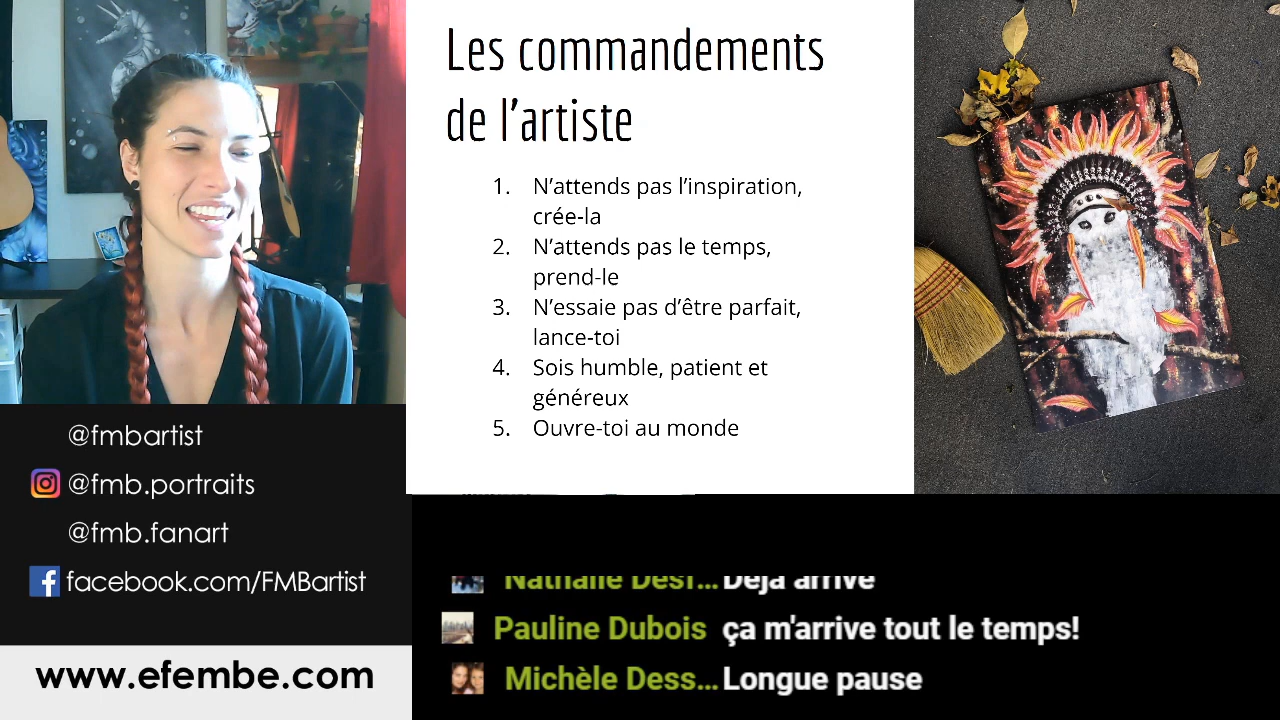 Les commandements
de l'artiste
1. N'attends pas l'inspiration,
crée-la
2. N'attends pas le temps,
prend-le
3. N'essaie pas d'être parfait,
lance-toi
4. Sois humble, patient et
généreux
5. Ouvre-toi au monde
@fmbartist
@fmb.portraits
@fmb.fanart
facebook.com/FMBartist
www.efembe.com
Nathalie Desf... Déjà arrivé
Pauline Dubois ça m'arrive tout le temps!
Michèle Dess... Longue pause